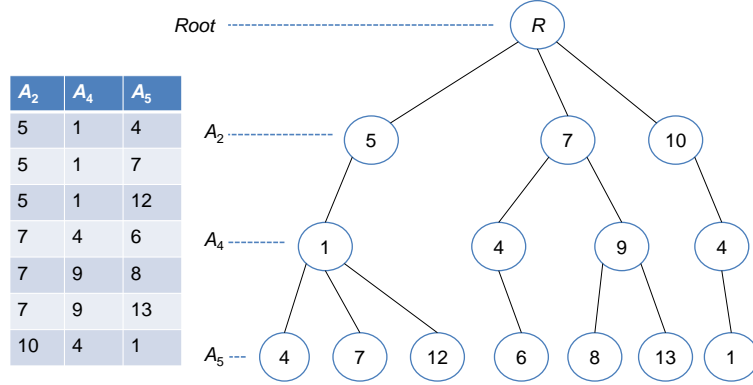 Root R
A₂ A₄ A₅
5 1 4
5 1 7
5 1 12
7 4 6
7 9 8
7 9 13
10 4 1
A₂ 5 7 10
A₄ 1 4 9 4
A₅ 4 7 12 6 8 13 1